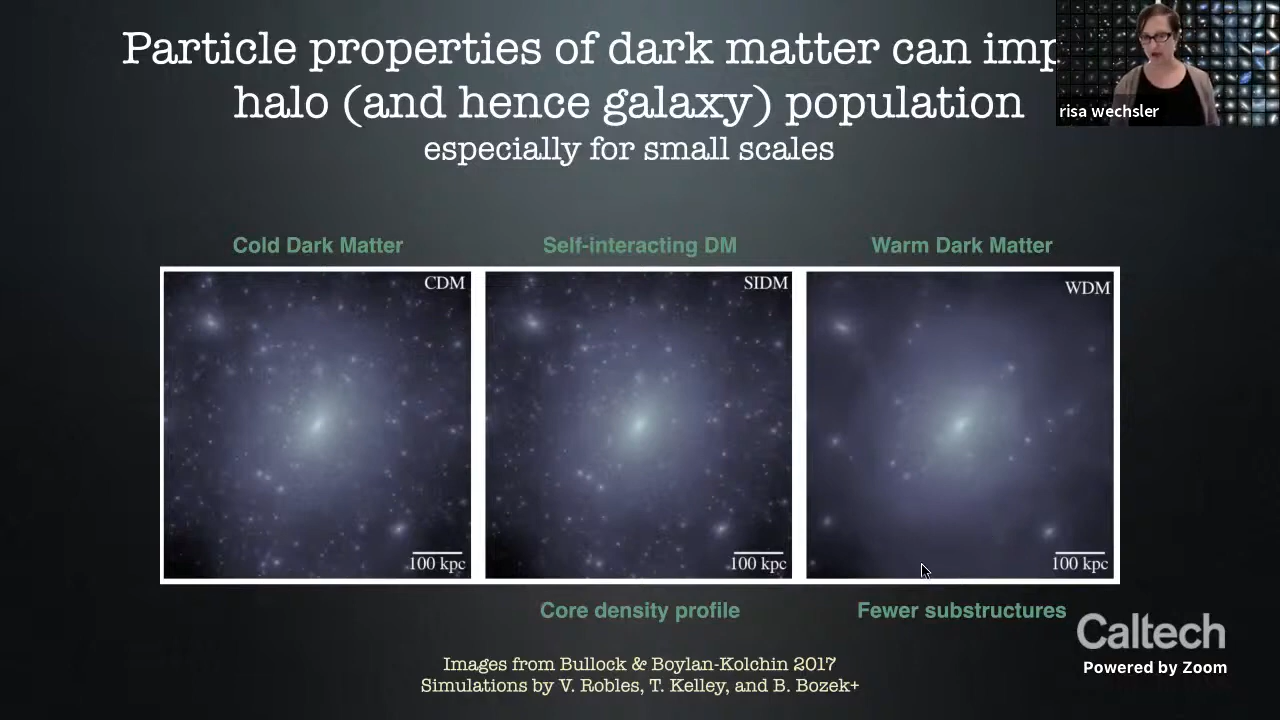 Particle properties of dark matter can imp
halo (and hence galaxy) population
especially for small scales
risa wechsler
Cold Dark Matter
Self-interacting DM
Warm Dark Matter
CDM
SIDM
WDM
100 kpc
100 kpc
100 kpc
Core density profile
Fewer substructures
Caltech
Powered by Zoom
Images from Bullock & Boylan-Kolchin 2017
Simulations by V. Robles, T. Kelley, and B. Bozek+